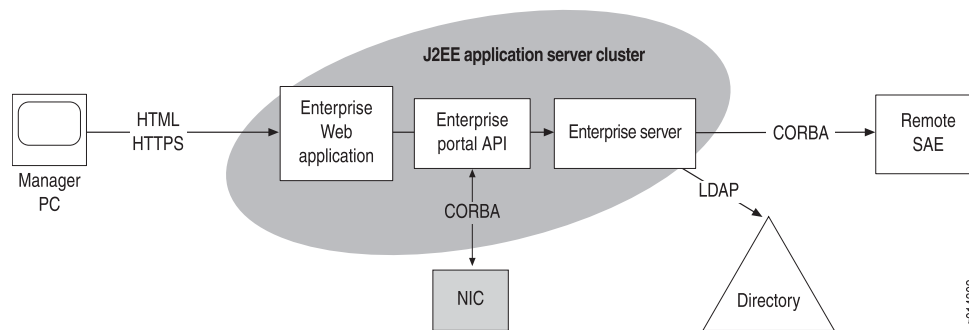 J2EE application server cluster
HTML
HTTPS
Manager
PC
Enterprise
Web
application
Enterprise
portal API
Enterprise server
CORBA
Remote
SAE
CORBA
LDAP
NIC
Directory